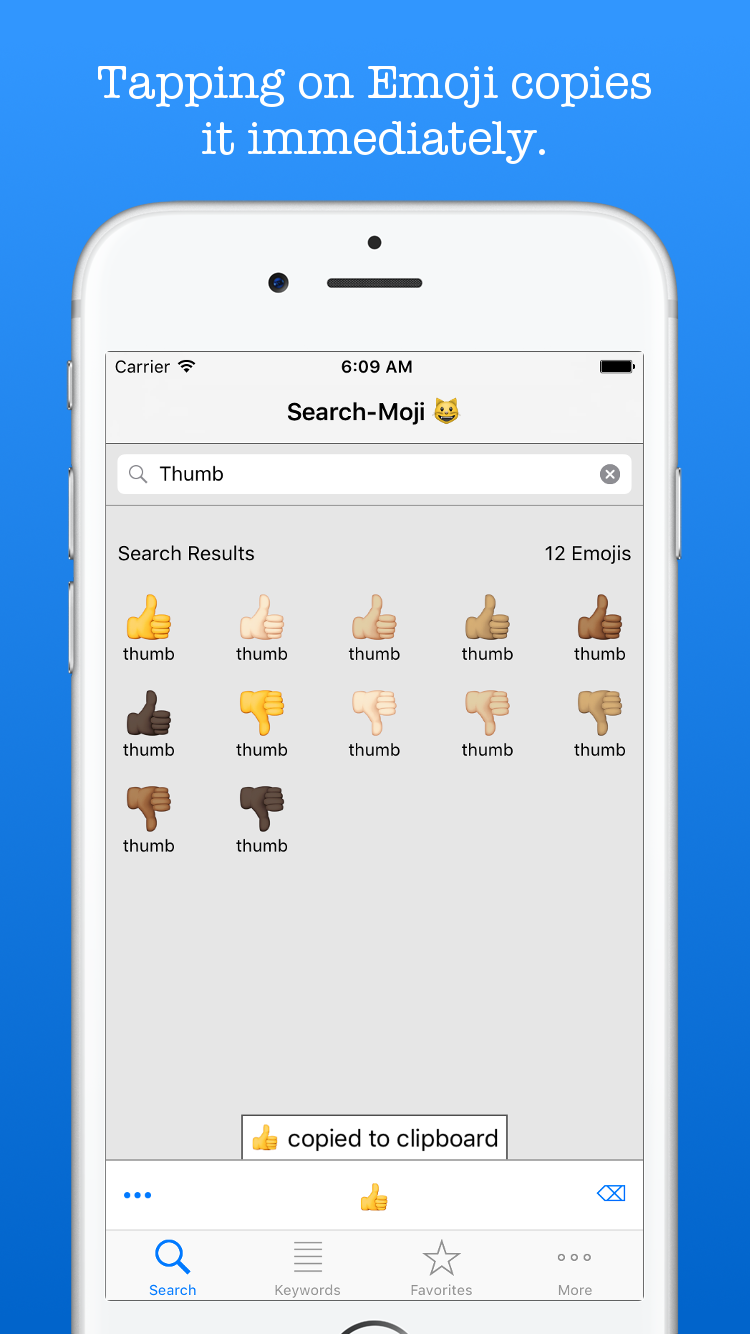 Tapping on Emoji copies
it immediately.
Carrier 6:09 AM
Search-Moji 😺
Thumb
Search Results 12 Emojis
thumb thumb thumb thumb thumb
thumb thumb thumb thumb thumb
thumb thumb
👍 copied to clipboard
👍
Search Keywords Favorites More